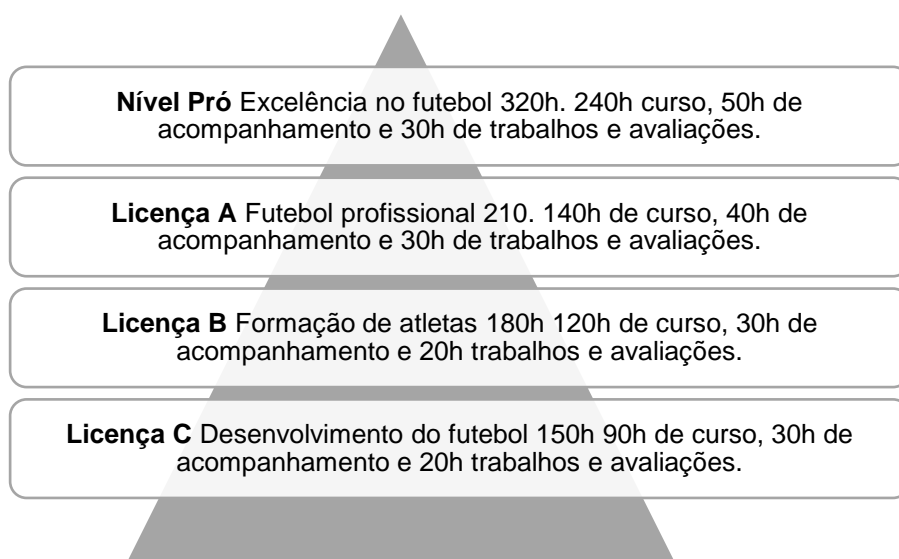 Nível Pró Excelência no futebol 320h. 240h curso, 50h de
acompanhamento e 30h de trabalhos e avaliações.
Licença A Futebol profissional 210. 140h de curso, 40h de
acompanhamento e 30h de trabalhos e avaliações.
Licença B Formação de atletas 180h 120h de curso, 30h de
acompanhamento e 20h trabalhos e avaliações.
Licença C Desenvolvimento do futebol 150h 90h de curso, 30h de
acompanhamento e 20h trabalhos e avaliações.